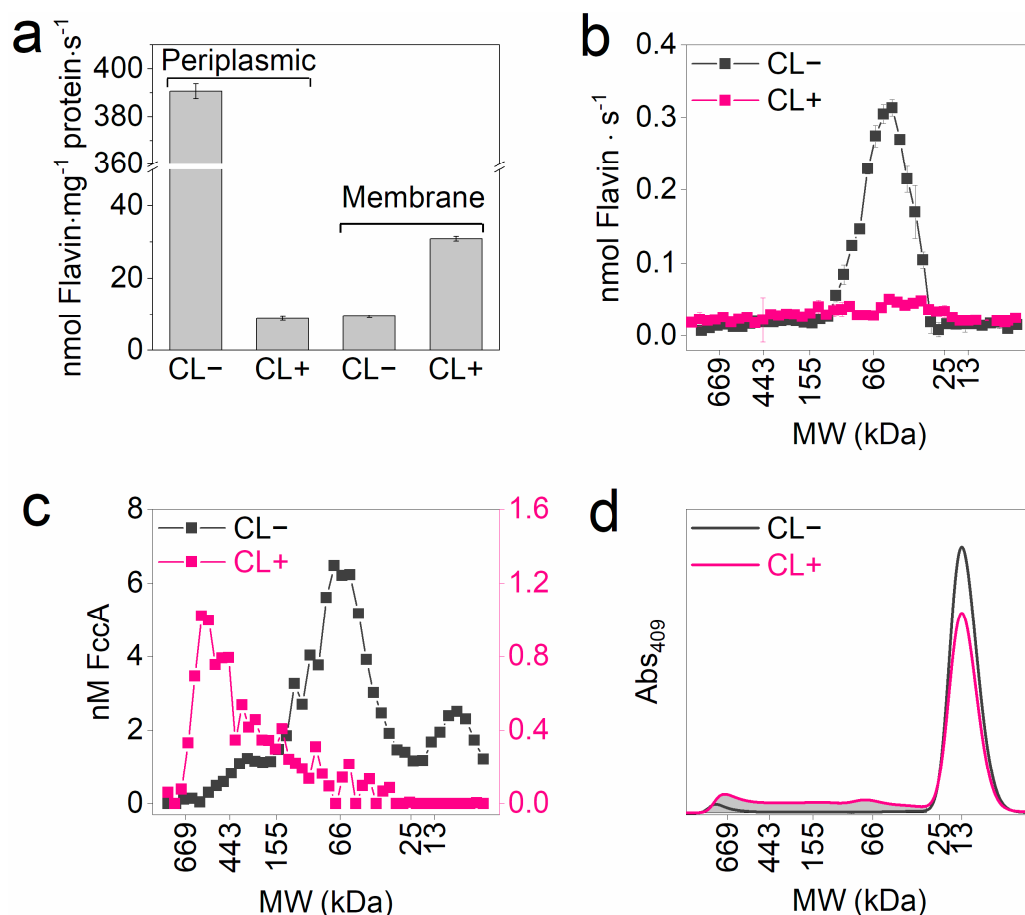 a
nmol Flavin·mg⁻¹ protein·s⁻¹
400
380
360
40
20
0
Periplasmic
Membrane
CL− CL+ CL− CL+
b
nmol Flavin · s⁻¹
0.4
0.3
0.2
0.1
0.0
CL−
CL+
669 443 155 66 25 13
MW (kDa)
c
nM FccA
8
6
4
2
0
CL−
CL+
1.6
1.2
0.8
0.4
0.0
669 443 155 66 25 13
MW (kDa)
d
Abs₄₀₉
CL−
CL+
669 443 155 66 25 13
MW (kDa)